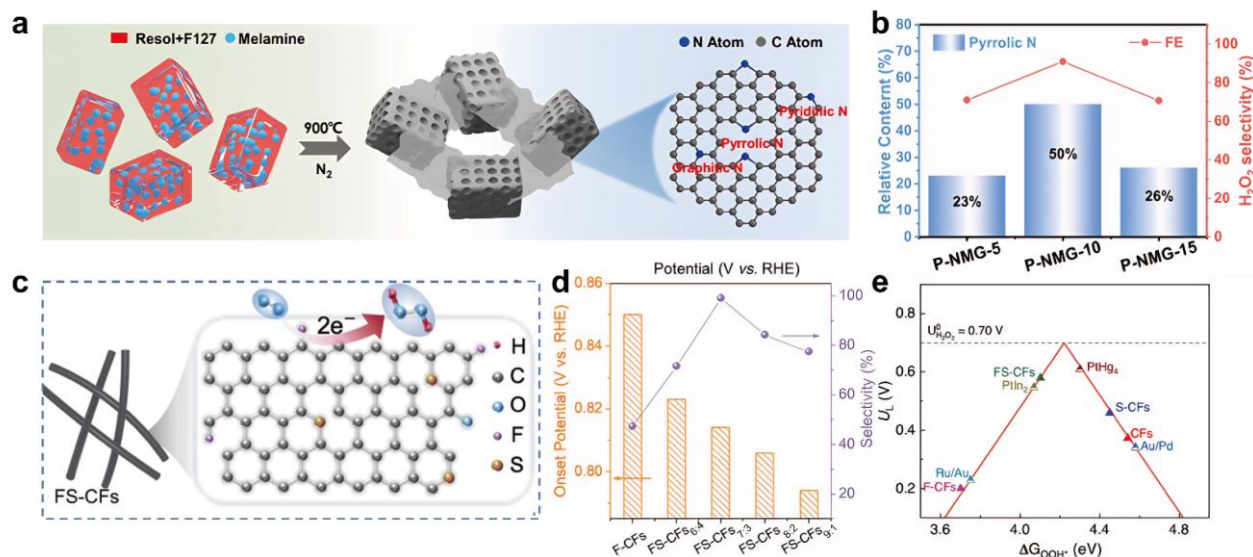 a
Resol+F127 Melamine
N Atom C Atom
900℃
N2
Pyridinic N
Pyrrolic N
Graphitic N
b
Pyrrolic N FE
Relative Conternt (%)
80
70
60
50
40
30
20
10
0
23%
50%
26%
P-NMG-5 P-NMG-10 P-NMG-15
100
80
60
40
20
0
H2O2 selectivity (%)
c
2e−
H
C
O
F
S
FS-CFs
d
Potential (V vs. RHE)
Onset Potential (V vs. RHE)
0.86
0.84
0.82
0.80
100
80
60
40
20
Selectivity (%)
F-CFs FS-CFs6:4 FS-CFs7:3 FS-CFs8:2 FS-CFs9:1
e
UL (V)
0.8
0.6
0.4
0.2
U0H2O2 = 0.70 V
FS-CFs
PtIn2
PtHg4
S-CFs
CFs
Au/Pd
Ru/Au
F-CFs
3.6 4.0 4.4 4.8
ΔGOOH* (eV)